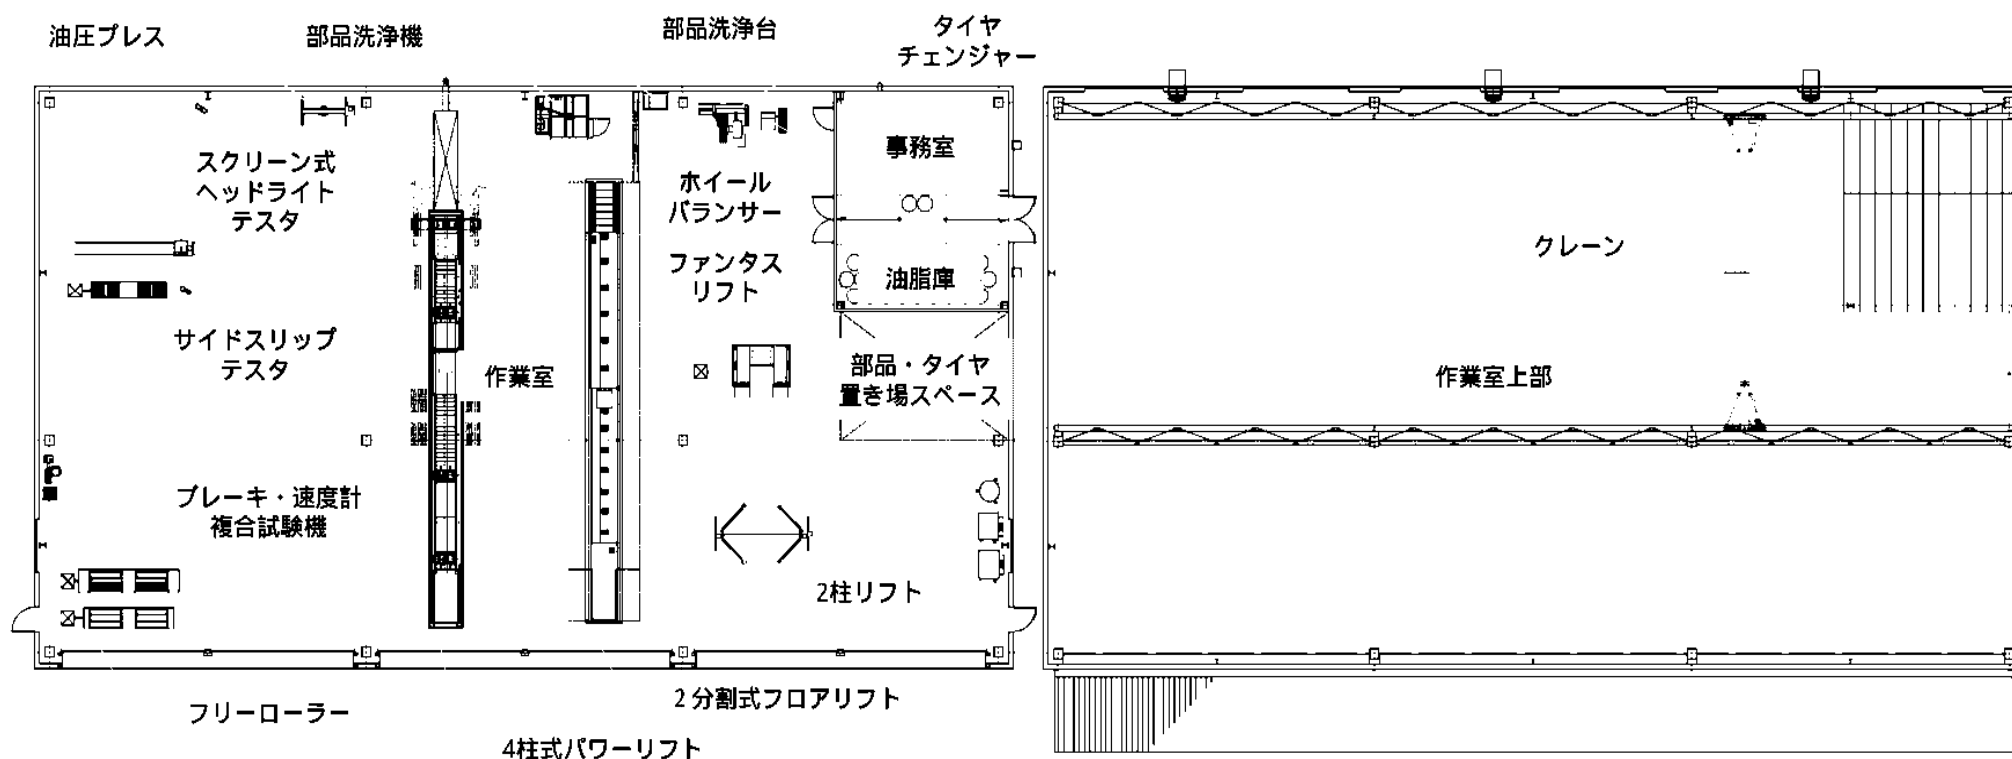 油圧プレス
部品洗浄機
部品洗浄台
タイヤ
チェンジャー
スクリーン式
ヘッドライト
テスタ
ホイール
バランサー
事務室
クレーン
ファンタス
リフト
油脂庫
サイドスリップ
テスタ
作業室
部品・タイヤ
置き場スペース
作業室上部
ブレーキ・速度計
複合試験機
2柱リフト
フリーローラー
2分割式フロアリフト
4柱式パワーリフト